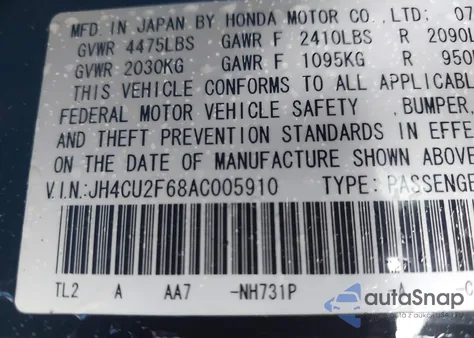 MFD. IN JAPAN BY HONDA MOTOR CO., LTD: 07
GVWR 4475LBS GAWR F 2410LBS R 2090L
GVWR 2030KG GAWR F 1095KG R 950
THIS VEHICLE CONFORMS TO ALL APPLICABLE
FEDERAL MOTOR VEHICLE SAFETY, BUMPER,
AND THEFT PREVENTION STANDARDS IN EFFE
ON THE DATE OF MANUFACTURE SHOWN ABOVE
V.I.N:JH4CU2F68AC005910 TYPE: PASSENGE
TL2 A AA7 -NH731P -A -C
autoSnap